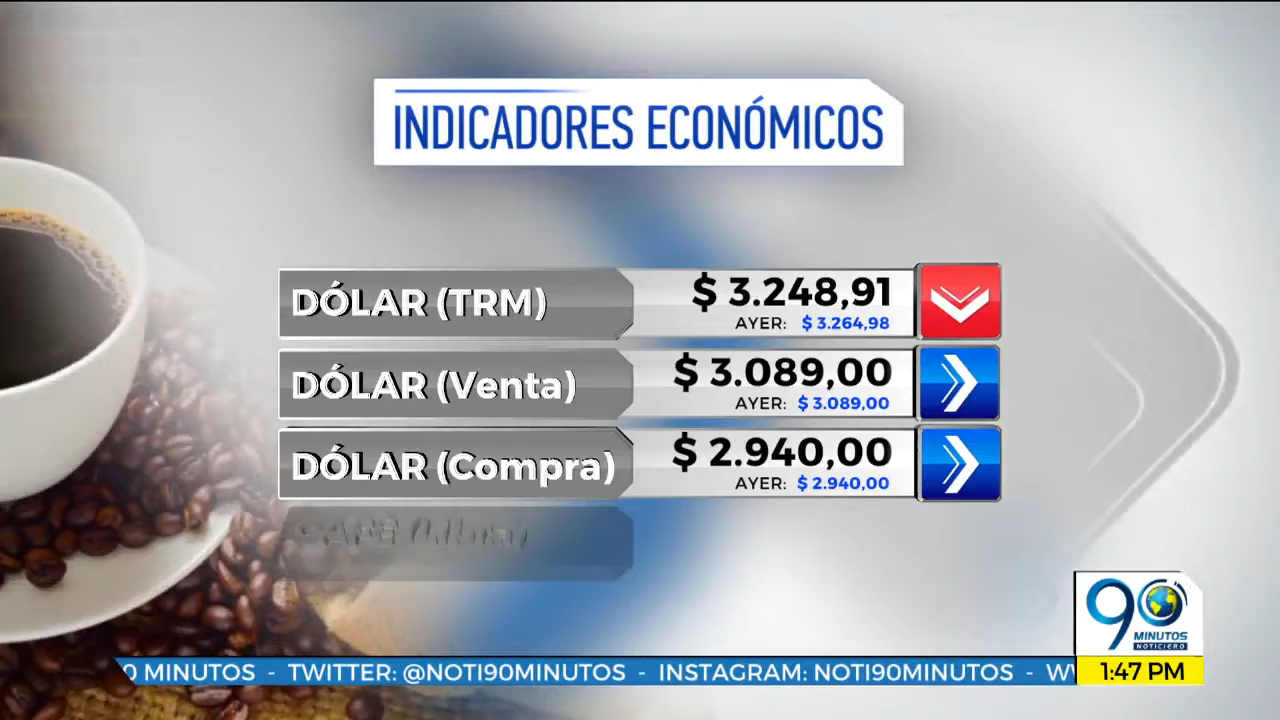 INDICADORES ECONÓMICOS
DÓLAR (TRM)
$ 3.248,91
AYER: $ 3.264,98
DÓLAR (Venta)
$ 3.089,00
AYER: $ 3.089,00
DÓLAR (Compra)
$ 2.940,00
AYER: $ 2.940,00
CAFÉ
90
MINUTOS
NOTICIERO
0 MINUTOS - TWITTER: @NOTI90MINUTOS - INSTAGRAM: NOTI90MINUTOS - W
1:47 PM